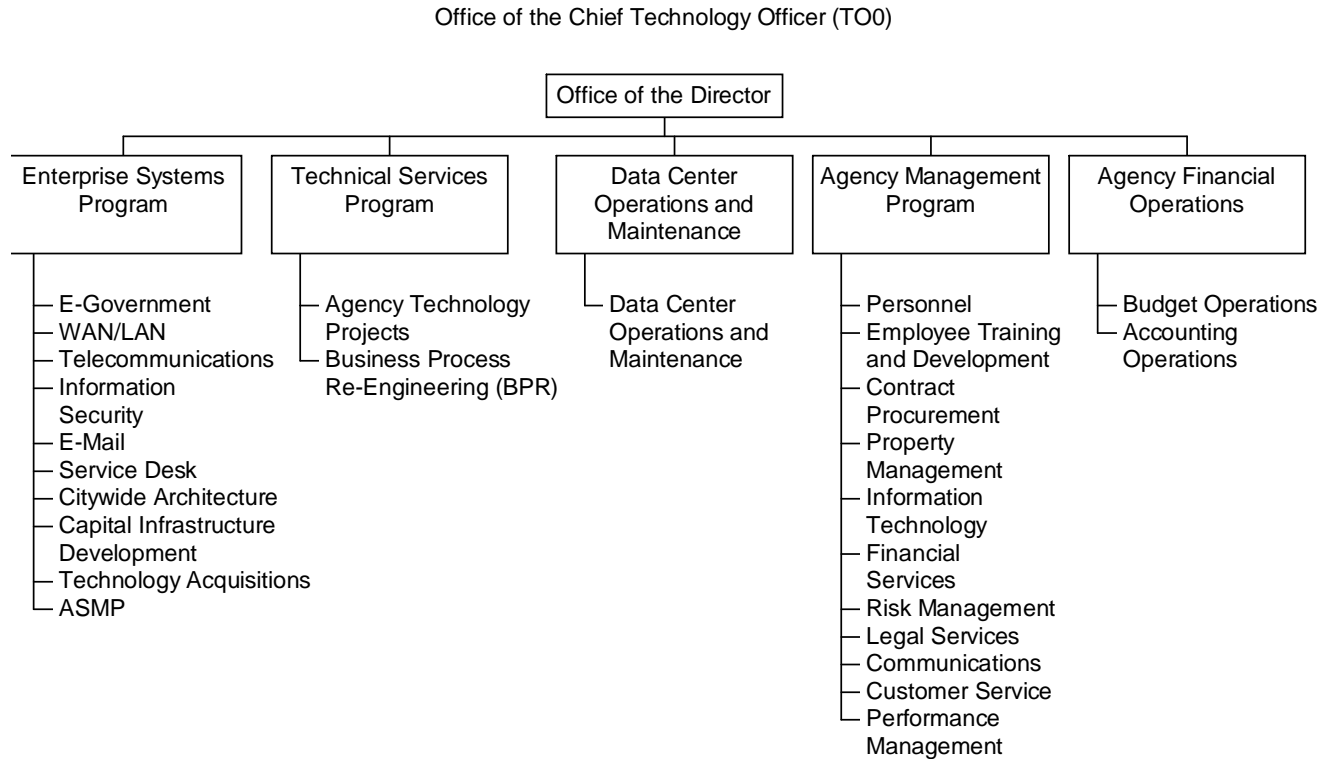 Office of the Chief Technology Officer (TO0)
Office of the Director
Enterprise Systems
Program
Technical Services
Program
Data Center
Operations and
Maintenance
Agency Management
Program
Agency Financial
Operations
E-Government
WAN/LAN
Telecommunications
Information
Security
E-Mail
Service Desk
Citywide Architecture
Capital Infrastructure
Development
Technology Acquisitions
ASMP
Agency Technology
Projects
Business Process
Re-Engineering (BPR)
Data Center
Operations and
Maintenance
Personnel
Employee Training
and Development
Contract
Procurement
Property
Management
Information
Technology
Financial
Services
Risk Management
Legal Services
Communications
Customer Service
Performance
Management
Budget Operations
Accounting
Operations